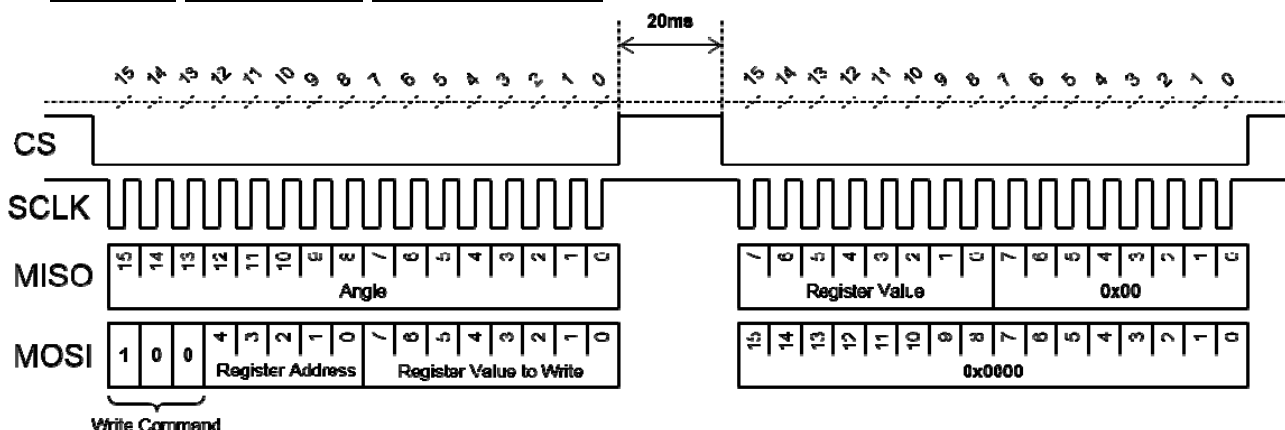 20ms
15 14 13 12 11 10 9 8 7 6 5 4 3 2 1 0 15 14 13 12 11 10 9 8 7 6 5 4 3 2 1 0
CS
SCLK
MISO 15 14 13 12 11 10 9 8 7 6 5 4 3 2 1 0 7 6 5 4 3 2 1 0 7 6 5 4 3 2 1 0
Angle Register Value 0x00
MOSI 1 0 0 4 3 2 1 0 7 6 5 4 3 2 1 0 15 14 13 12 11 10 9 8 7 6 5 4 3 2 1 0
Register Address Register Value to Write 0x0000
Write Command